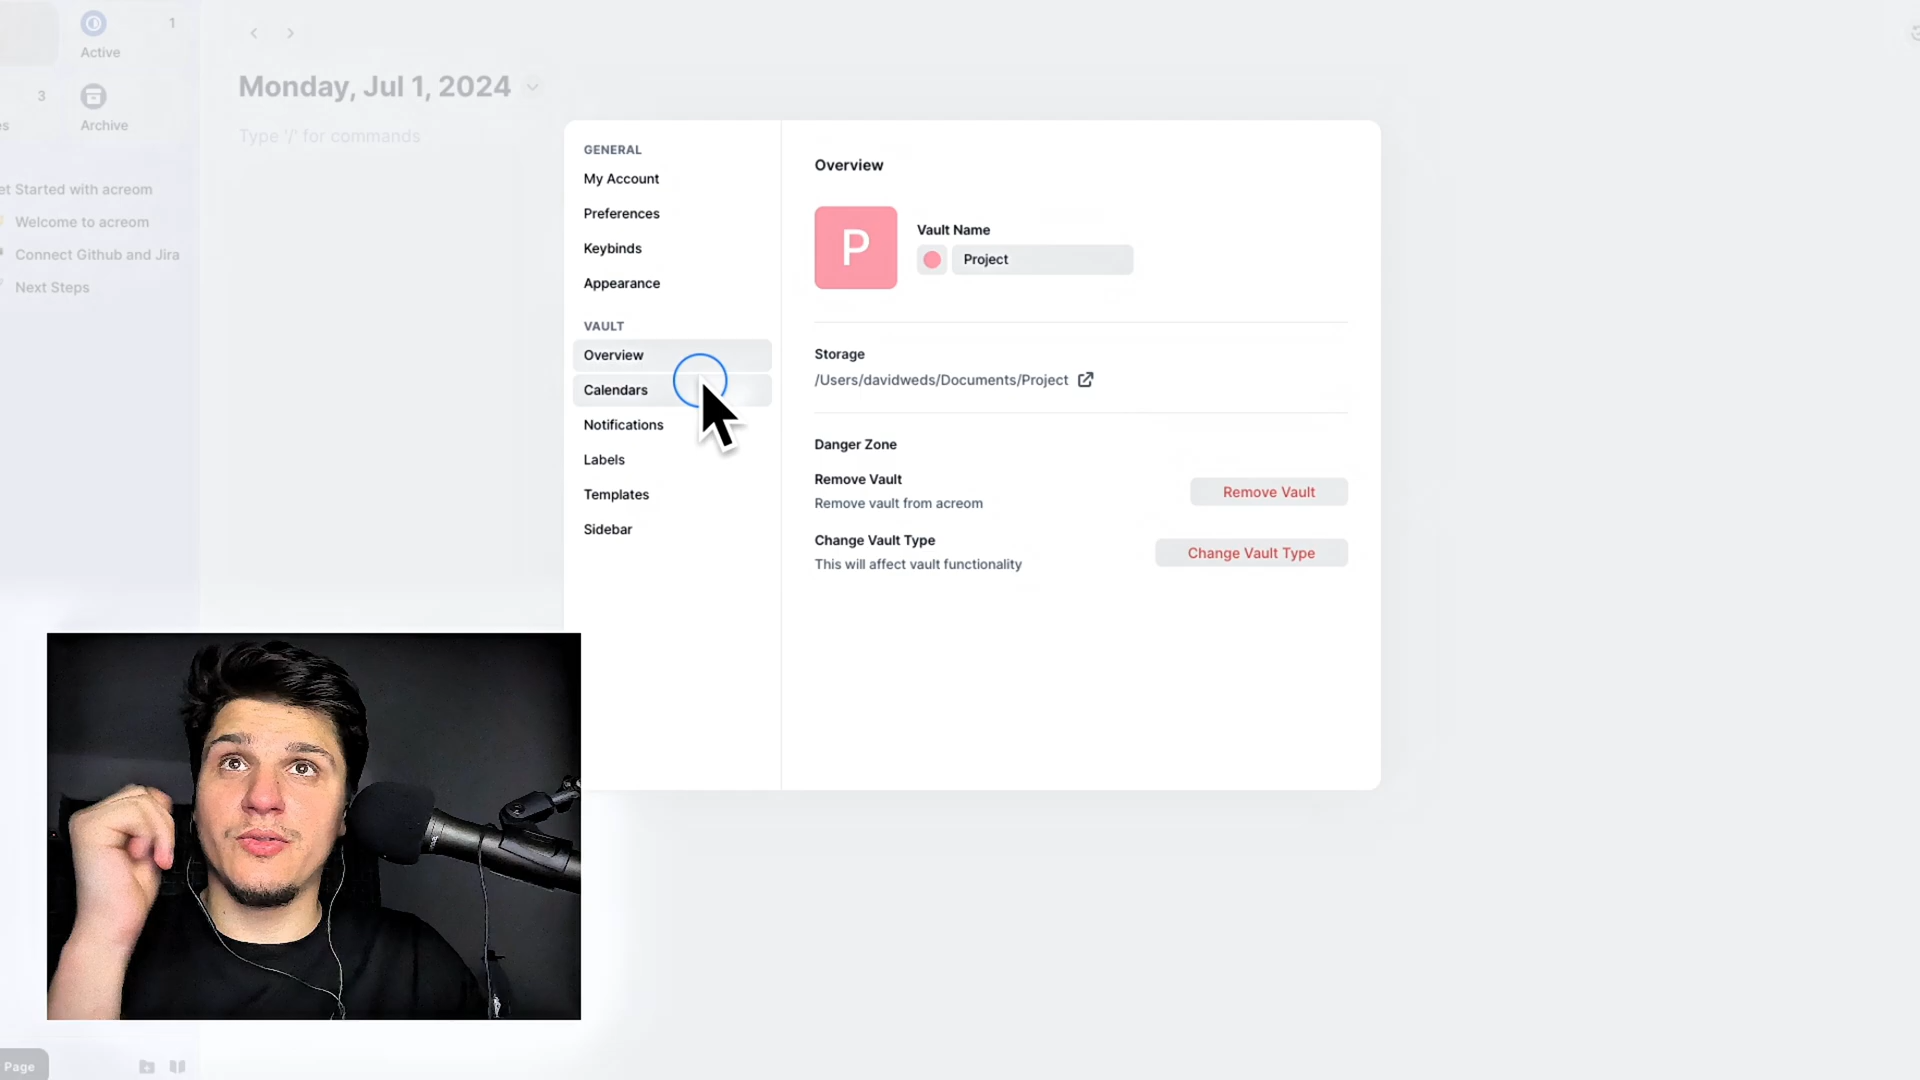 1
Active
3
Archive
Monday, Jul 1, 2024
Type '/' for commands
et Started with acreom
Welcome to acreom
Connect Github and Jira
Next Steps
Page
GENERAL
My Account
Preferences
Keybinds
Appearance
VAULT
Overview
Calendars
Notifications
Labels
Templates
Sidebar
Overview
P
Vault Name
Project
Storage
/Users/davidweds/Documents/Project
Danger Zone
Remove Vault
Remove vault from acreom
Remove Vault
Change Vault Type
This will affect vault functionality
Change Vault Type